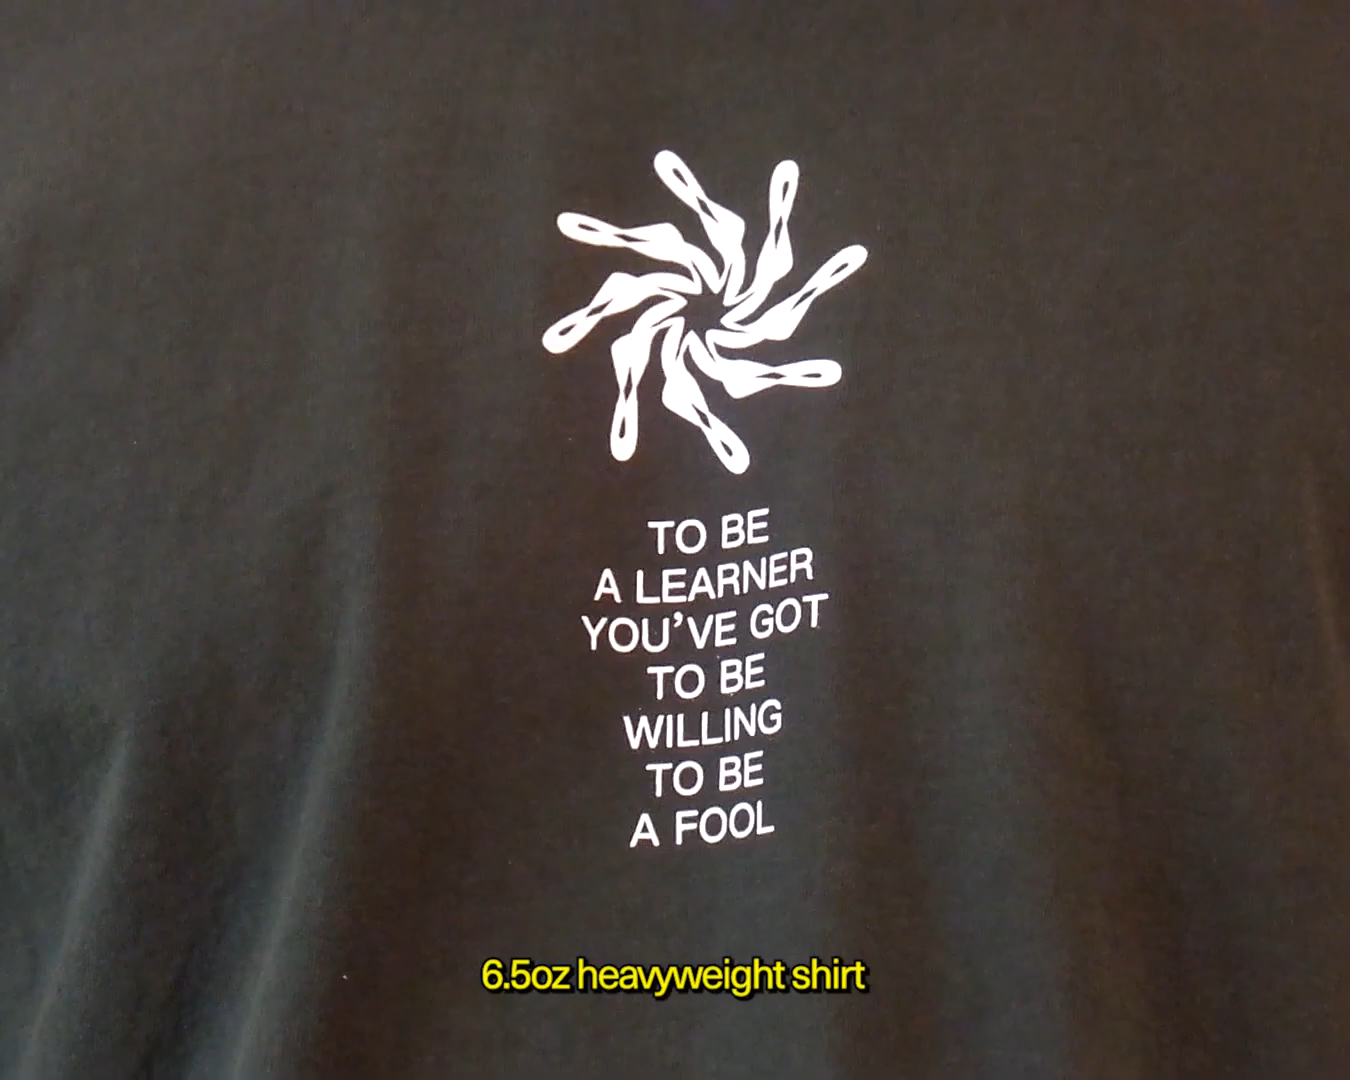 TO BE
A LEARNER
YOU'VE GOT
TO BE
WILLING
TO BE
A FOOL
6.5oz heavyweight shirt